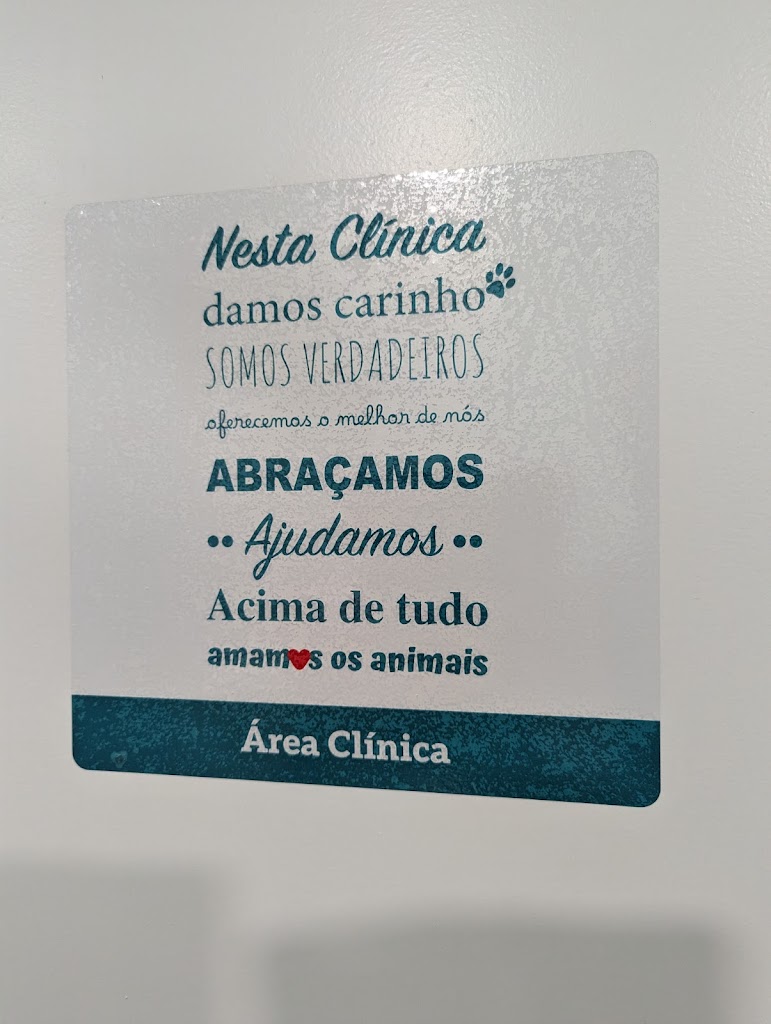 Nesta Clínica
damos carinho
SOMOS VERDADEIROS
oferecemos o melhor de nós
ABRAÇAMOS
•• Ajudamos ••
Acima de tudo
amam❤s os animais
Área Clínica